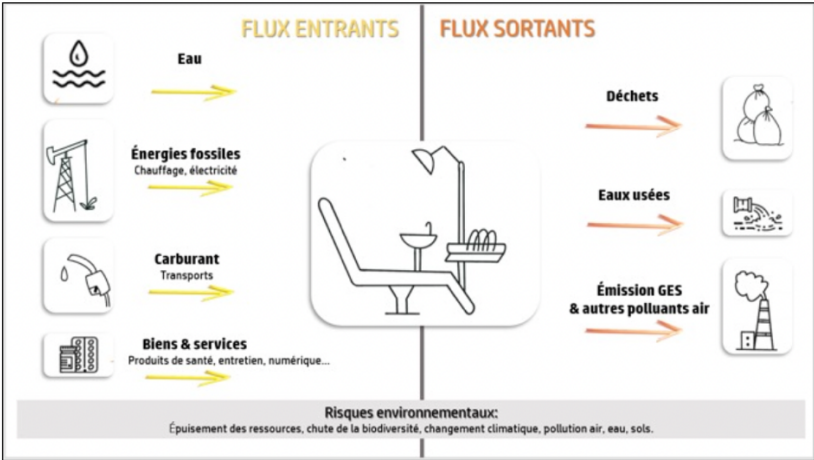 FLUX ENTRANTS
Eau
Énergies fossiles
Chauffage, électricité
Carburant
Transports
Biens & services
Produits de santé, entretien, numérique...
FLUX SORTANTS
Déchets
Eaux usées
Émission GES
& autres polluants air
Risques environnementaux:
Épuisement des ressources, chute de la biodiversité, changement climatique, pollution air, eau, sols.